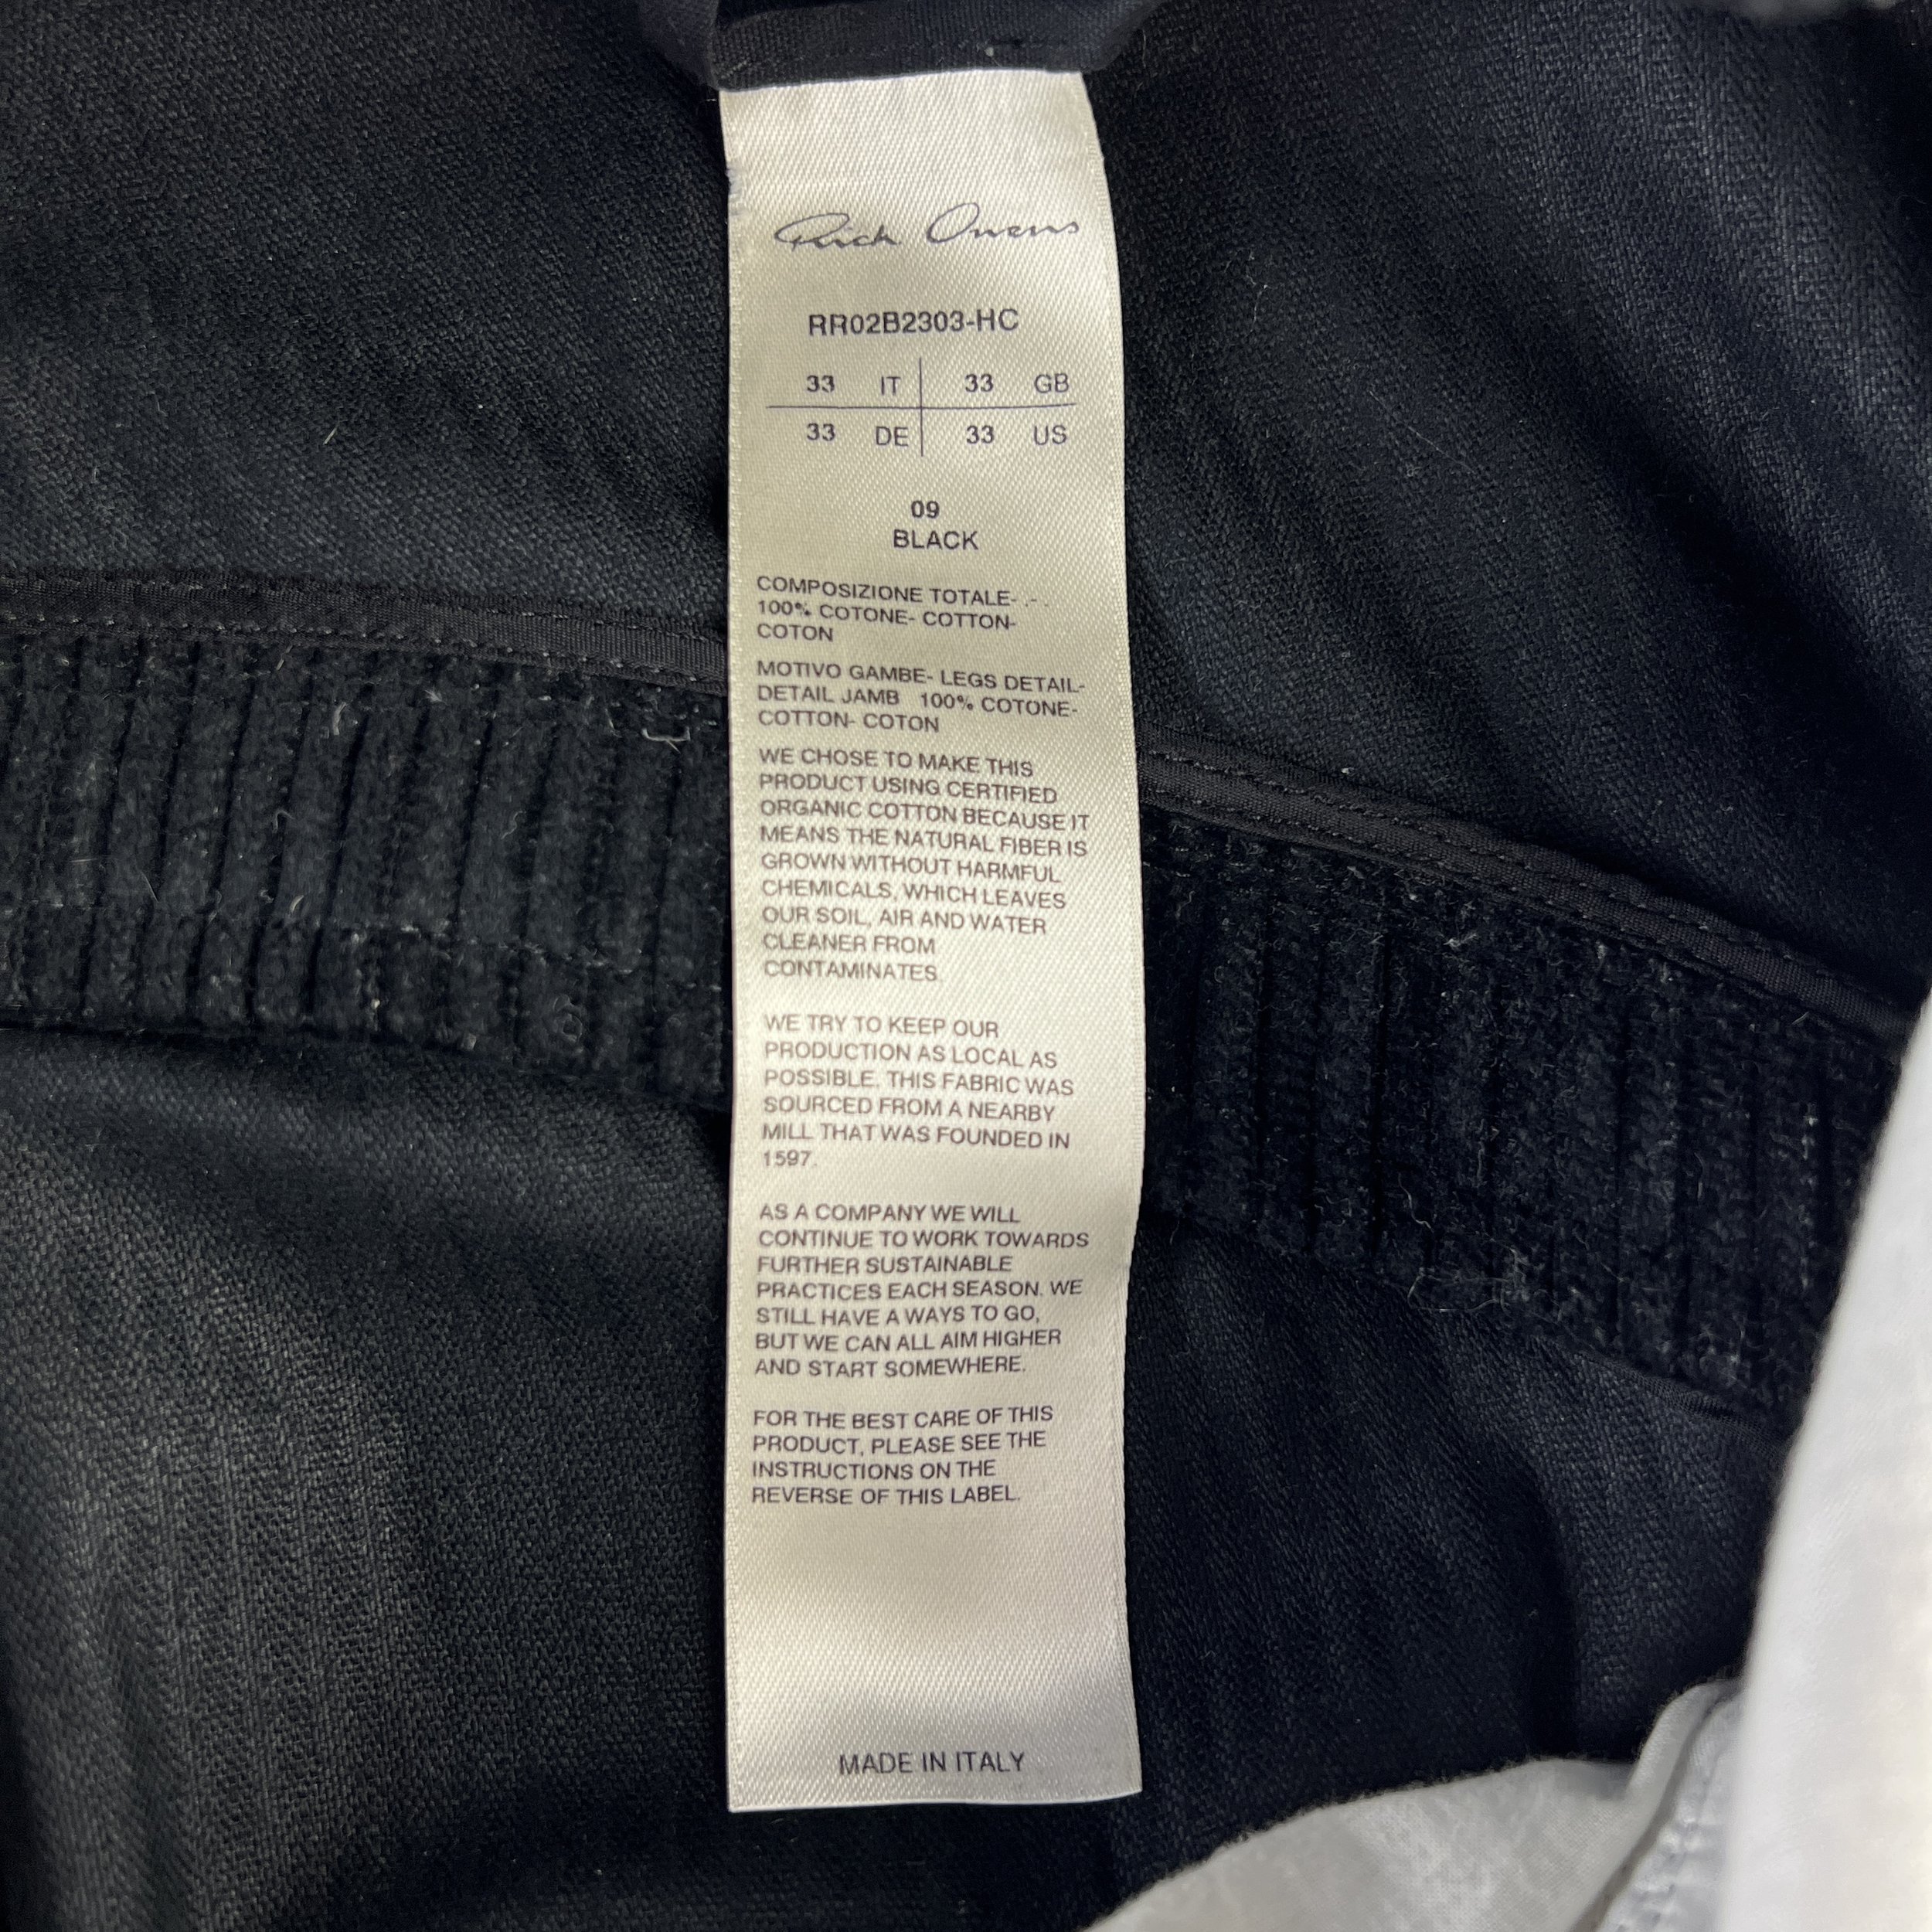 Rick Owens
RR02B2303-HC
33 IT 33 GB
33 DE 33 US
09
BLACK
COMPOSIZIONE TOTALE- .- .
100% COTONE- COTTON-
COTON
MOTIVO GAMBE- LEGS DETAIL-
DETAIL JAMB 100% COTONE-
COTTON- COTON
WE CHOSE TO MAKE THIS
PRODUCT USING CERTIFIED
ORGANIC COTTON BECAUSE IT
MEANS THE NATURAL FIBER IS
GROWN WITHOUT HARMFUL
CHEMICALS, WHICH LEAVES
OUR SOIL, AIR AND WATER
CLEANER FROM
CONTAMINATES.
WE TRY TO KEEP OUR
PRODUCTION AS LOCAL AS
POSSIBLE. THIS FABRIC WAS
SOURCED FROM A NEARBY
MILL THAT WAS FOUNDED IN
1597.
AS A COMPANY WE WILL
CONTINUE TO WORK TOWARDS
FURTHER SUSTAINABLE
PRACTICES EACH SEASON. WE
STILL HAVE A WAYS TO GO,
BUT WE CAN ALL AIM HIGHER
AND START SOMEWHERE.
FOR THE BEST CARE OF THIS
PRODUCT, PLEASE SEE THE
INSTRUCTIONS ON THE
REVERSE OF THIS LABEL.
MADE IN ITALY